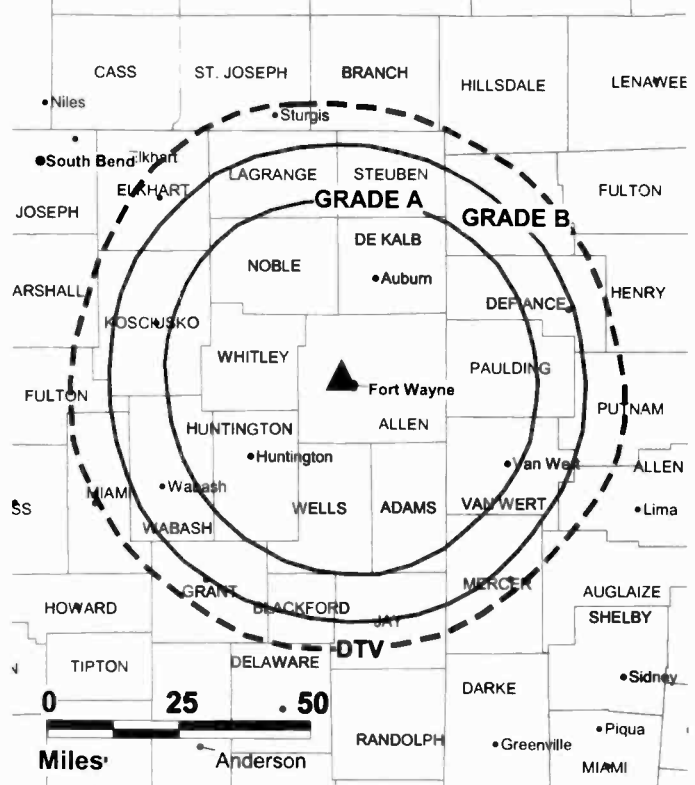 CASS
ST. JOSEPH
BRANCH
HILLSDALE
LENAWEE
Niles
Sturgis
South Bend
Elkhart
ELKHART
LAGRANGE
STEUBEN
FULTON
JOSEPH
GRADE A
GRADE B
DE KALB
NOBLE
Auburn
ARSHALL
HENRY
DEFIANCE
KOSCIUSKO
WHITLEY
PAULDING
Fort Wayne
FULTON
PUTNAM
HUNTINGTON
ALLEN
Huntington
Van Wert
ALLEN
MIAMI
Wabash
SS
WELLS
ADAMS
VAN WERT
Lima
WABASH
GRANT
MERCER
AUGLAIZE
HOWARD
BLACKFORD
JAY
SHELBY
DTV
N
TIPTON
DELAWARE
Sidney
DARKE
0 25 50
Miles
Anderson
RANDOLPH
Greenville
Piqua
MIAMI